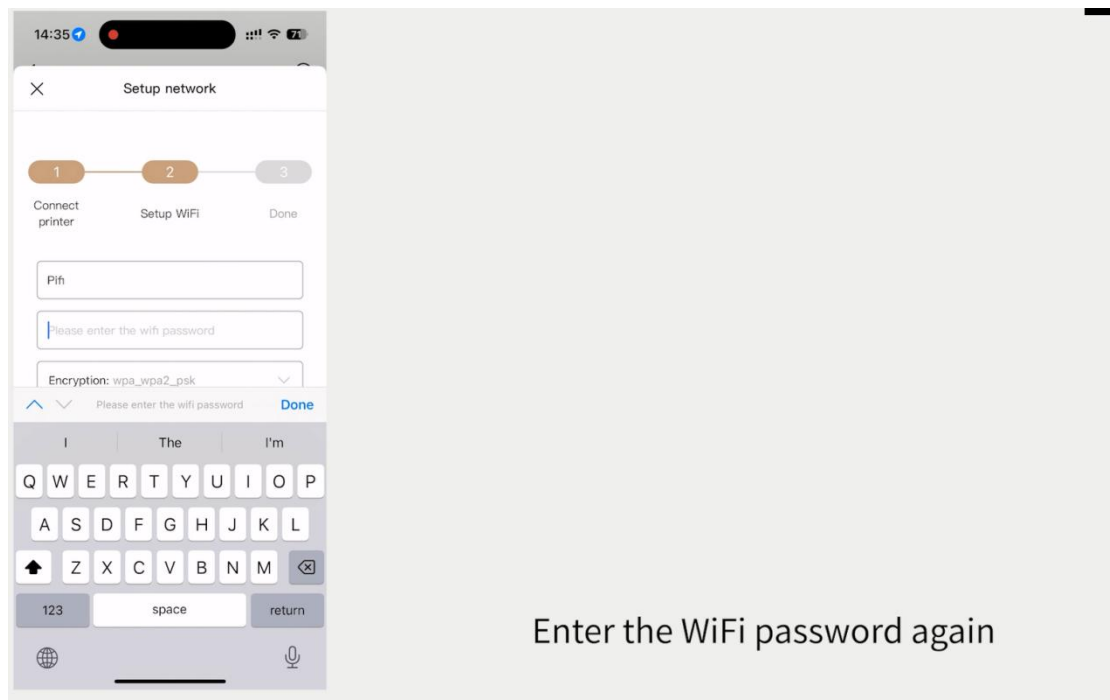 14:35
71
Setup network
1
2
3
Connect
printer
Setup WiFi
Done
Pifi
Please enter the wifi password
Encryption: wpa_wpa2_psk
Please enter the wifi password
Done
I
The
I'm
Q W E R T Y U I O P
A S D F G H J K L
Z X C V B N M
123
space
return
Enter the WiFi password again